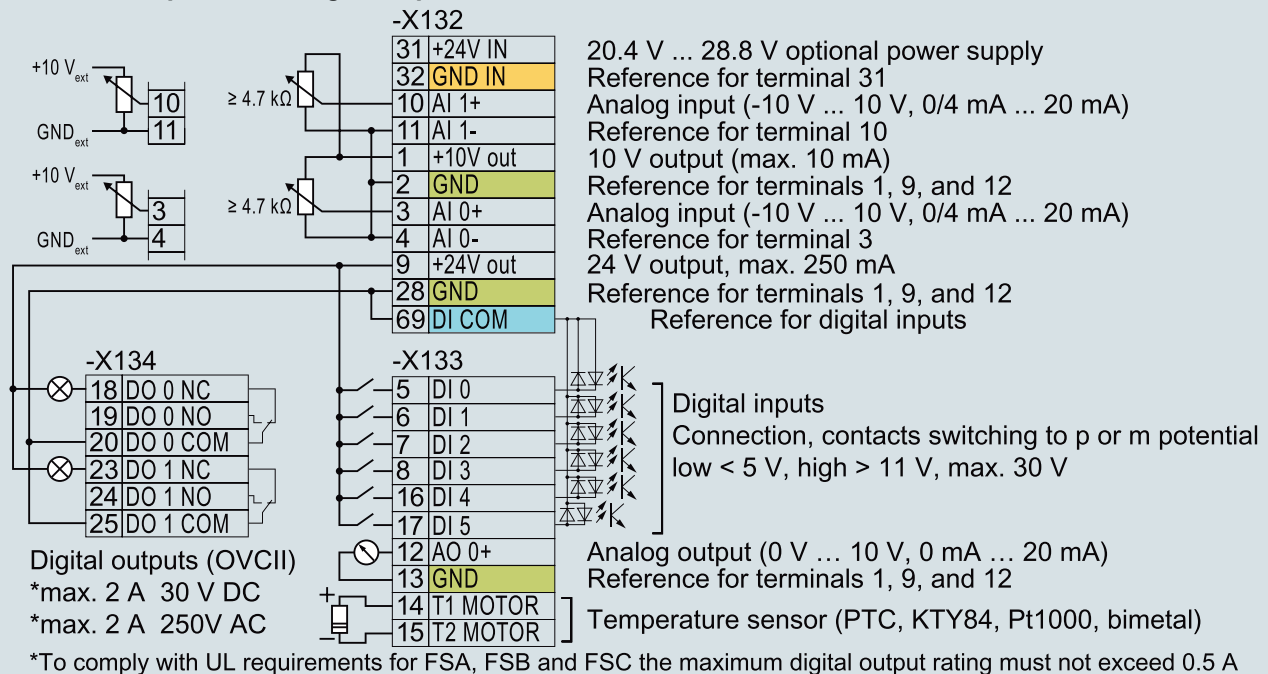 -X132
31 +24V IN 20.4 V ... 28.8 V optional power supply
32 GND IN Reference for terminal 31
10 AI 1+ Analog input (-10 V ... 10 V, 0/4 mA ... 20 mA)
11 AI 1- Reference for terminal 10
1 +10V out 10 V output (max. 10 mA)
2 GND Reference for terminals 1, 9, and 12
3 AI 0+ Analog input (-10 V ... 10 V, 0/4 mA ... 20 mA)
4 AI 0- Reference for terminal 3
9 +24V out 24 V output, max. 250 mA
28 GND Reference for terminals 1, 9, and 12
69 DI COM Reference for digital inputs
+10 Vext
10
GNDext 11
≥ 4.7 kΩ
+10 Vext
3
GNDext 4
≥ 4.7 kΩ
-X134
18 DO 0 NC
19 DO 0 NO
20 DO 0 COM
23 DO 1 NC
24 DO 1 NO
25 DO 1 COM
Digital outputs (OVCII)
*max. 2 A 30 V DC
*max. 2 A 250V AC
-X133
5 DI 0
6 DI 1
7 DI 2
8 DI 3
16 DI 4
17 DI 5
Digital inputs
Connection, contacts switching to p or m potential
low < 5 V, high > 11 V, max. 30 V
12 AO 0+ Analog output (0 V ... 10 V, 0 mA ... 20 mA)
13 GND Reference for terminals 1, 9, and 12
+ 14 T1 MOTOR
− 15 T2 MOTOR
Temperature sensor (PTC, KTY84, Pt1000, bimetal)
*To comply with UL requirements for FSA, FSB and FSC the maximum digital output rating must not exceed 0.5 A